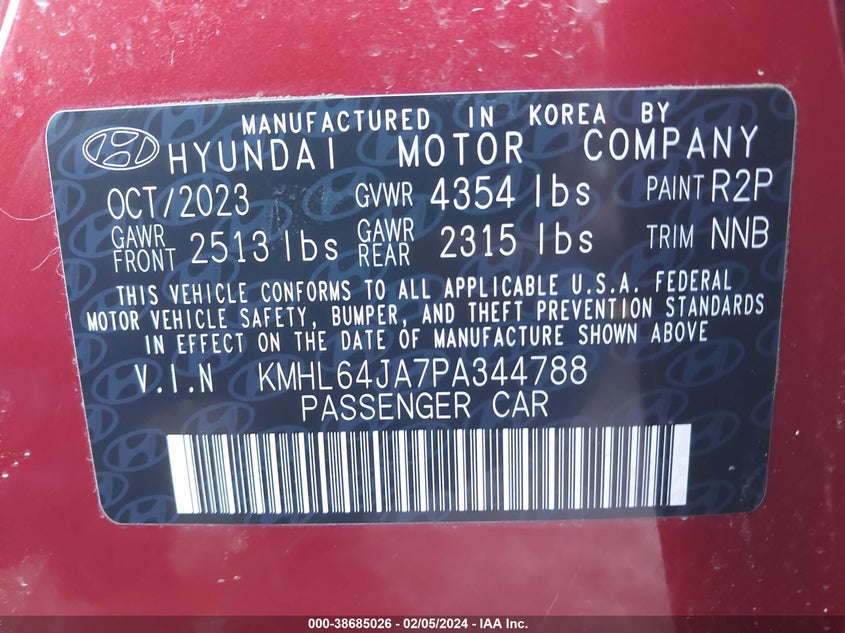 MANUFACTURED IN KOREA BY
HYUNDAI MOTOR COMPANY
OCT/2023 GVWR 4354 lbs PAINT R2P
GAWR FRONT 2513 lbs GAWR REAR 2315 lbs TRIM NNB
THIS VEHICLE CONFORMS TO ALL APPLICABLE U.S.A. FEDERAL
MOTOR VEHICLE SAFETY, BUMPER, AND THEFT PREVENTION STANDARDS
IN EFFECT ON THE DATE OF MANUFACTURE SHOWN ABOVE
V.I.N KMHL64JA7PA344788
PASSENGER CAR
000-38685026 - 02/05/2024 - IAA Inc.